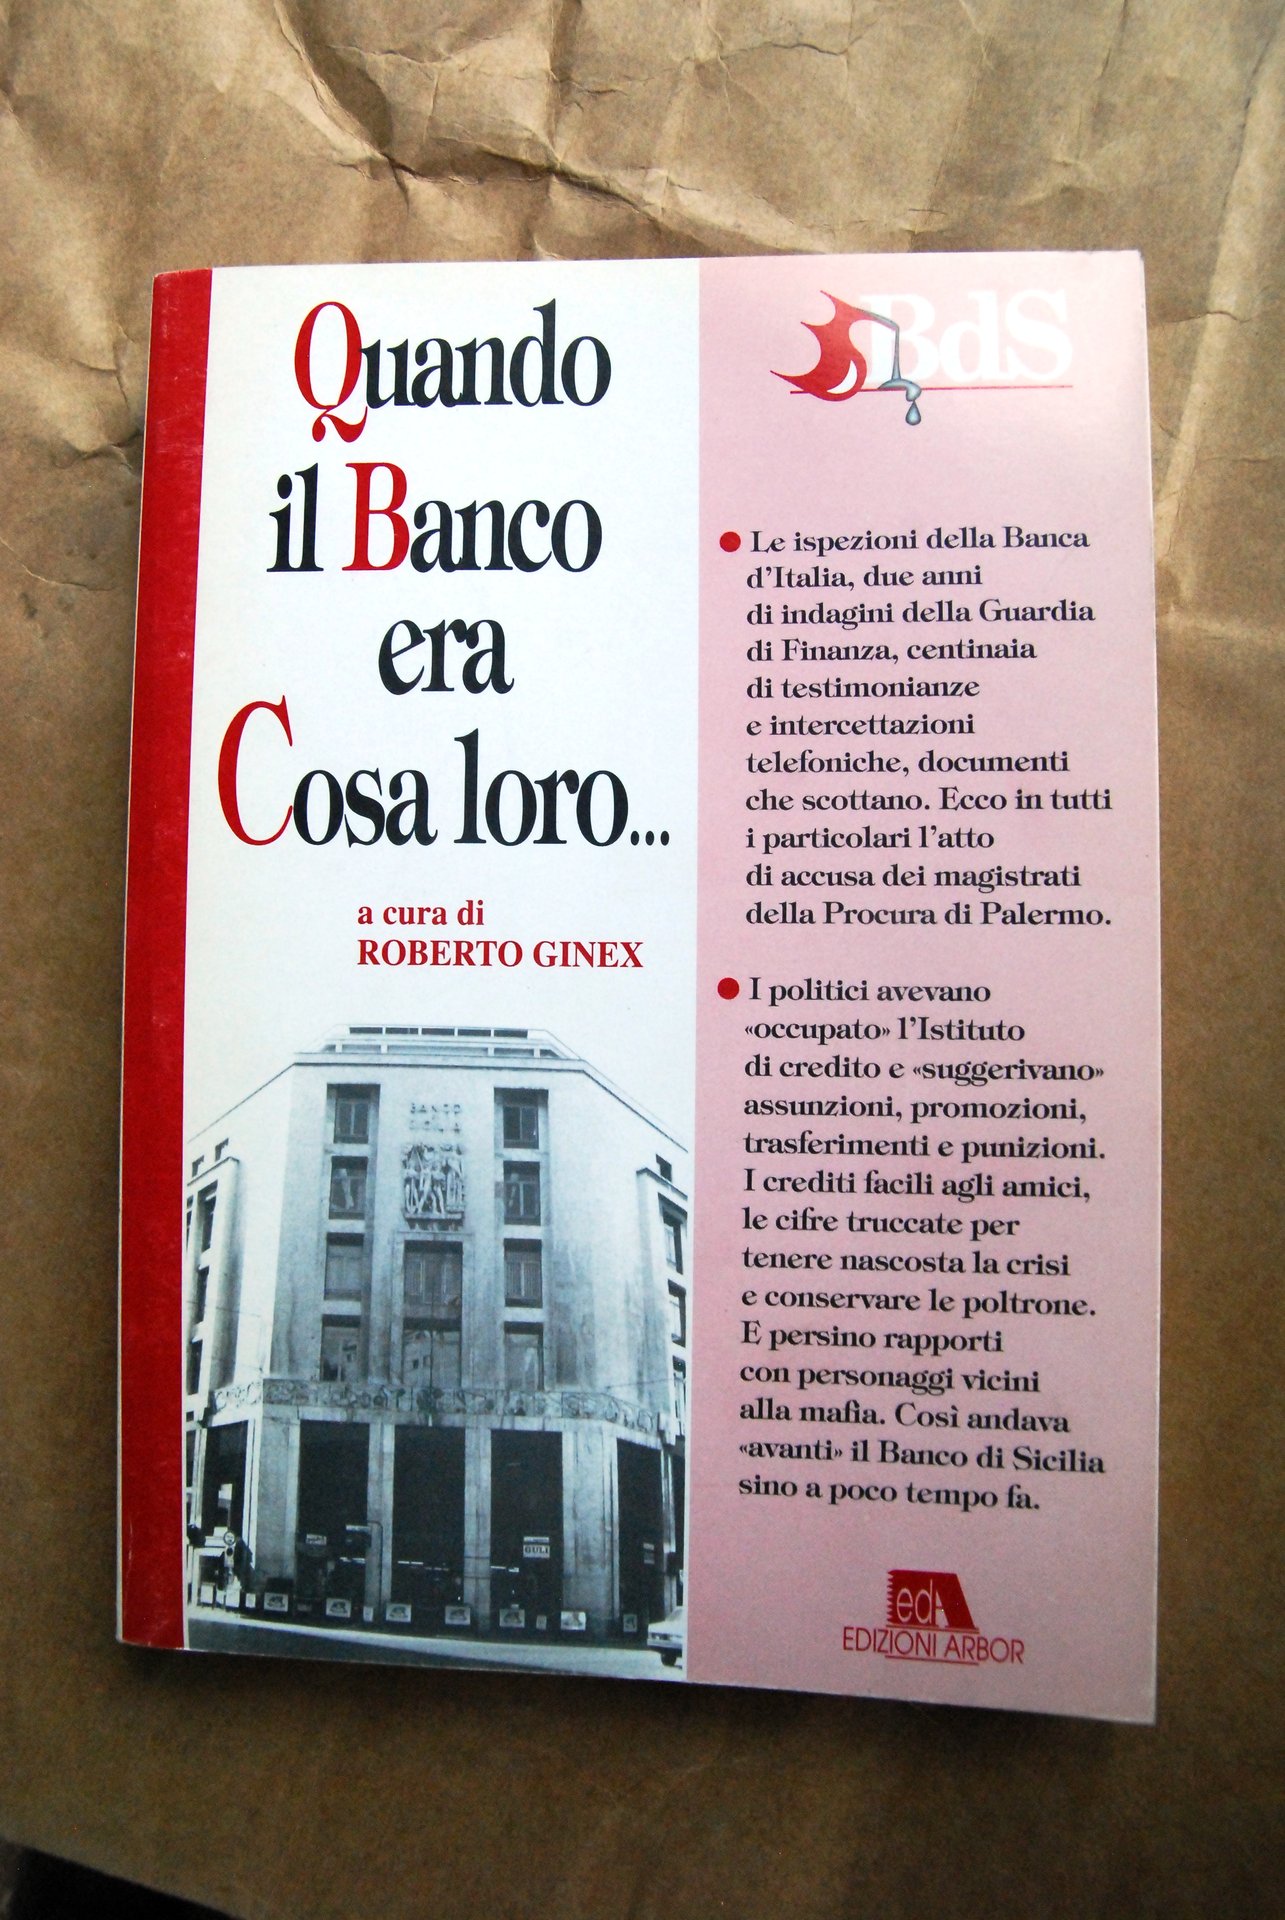 Quando
il Banco
era
Cosa loro...
a cura di
ROBERTO GINEX
BANCO
SICILIA
GULI
BdS
● Le ispezioni della Banca
d'Italia, due anni
di indagini della Guardia
di Finanza, centinaia
di testimonianze
e intercettazioni
telefoniche, documenti
che scottano. Ecco in tutti
i particolari l'atto
di accusa dei magistrati
della Procura di Palermo.
● I politici avevano
«occupato» l'Istituto
di credito e «suggerivano»
assunzioni, promozioni,
trasferimenti e punizioni.
I crediti facili agli amici,
le cifre truccate per
tenere nascosta la crisi
e conservare le poltrone.
E persino rapporti
con personaggi vicini
alla mafia. Così andava
«avanti» il Banco di Sicilia
sino a poco tempo fa.
edA
EDIZIONI ARBOR